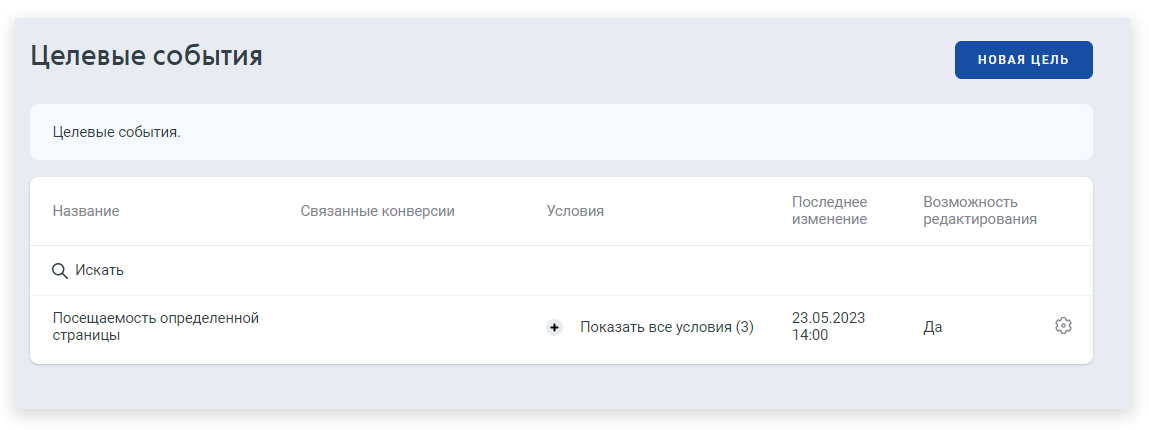 Целевые события
НОВАЯ ЦЕЛЬ
Целевые события.
Название
Связанные конверсии
Условия
Последнее
изменение
Возможность
редактирования
Искать
Посещаемость определенной
страницы
Показать все условия (3)
23.05.2023
14:00
Да